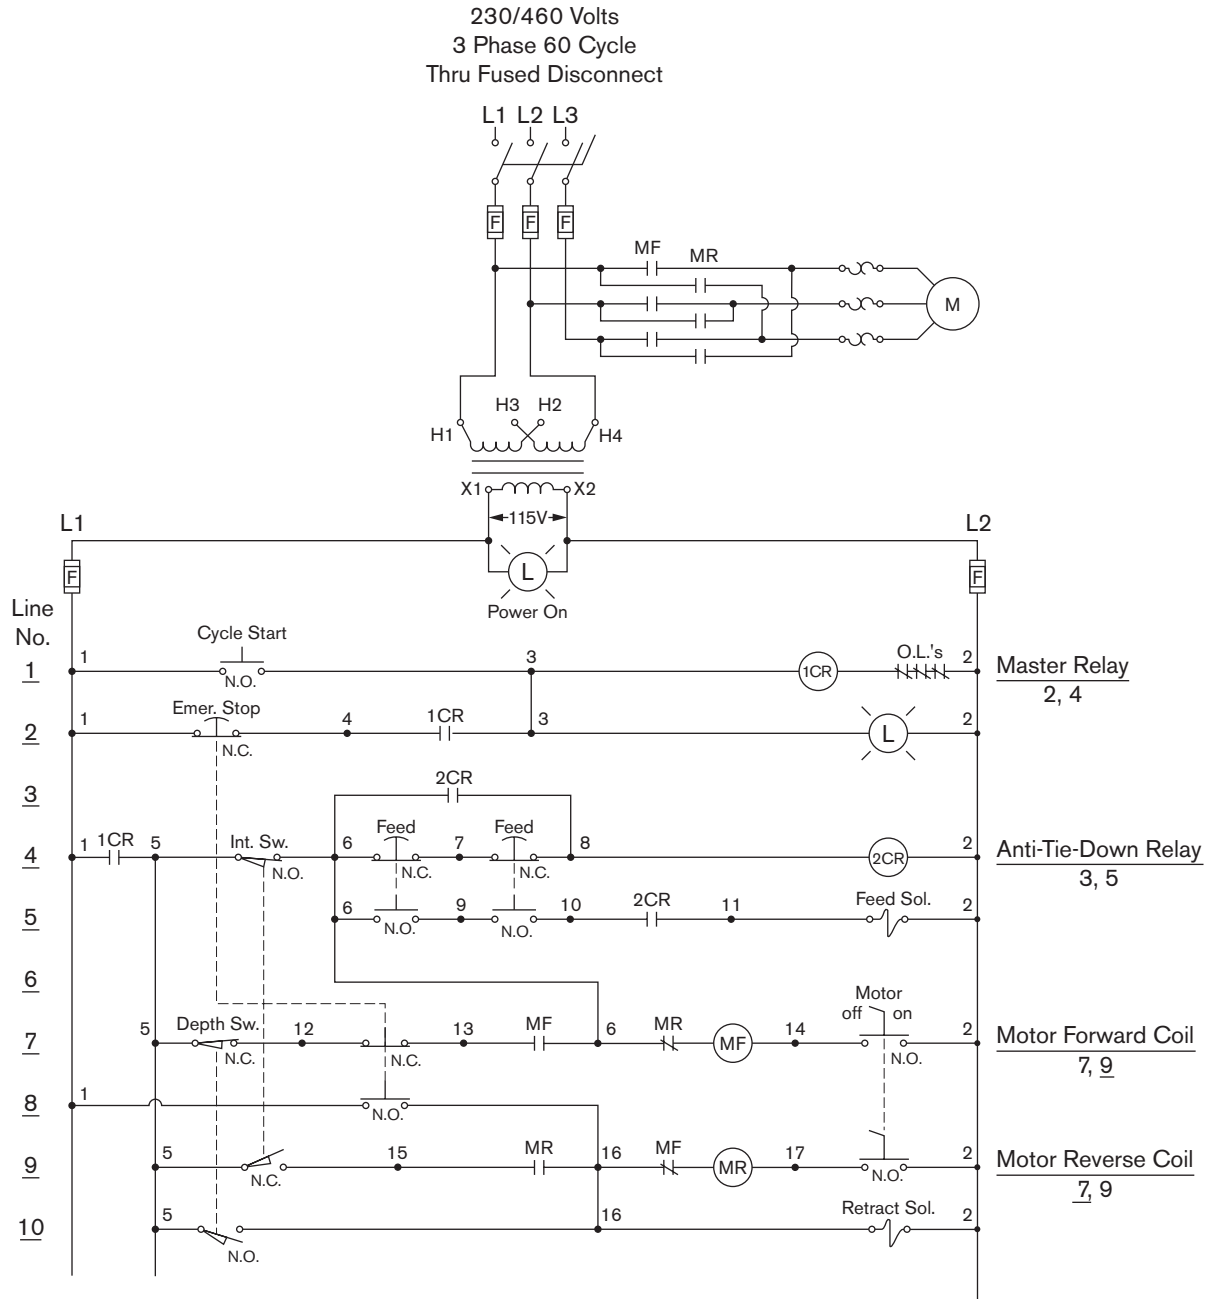 230/460 Volts
3 Phase 60 Cycle
Thru Fused Disconnect
L1 L2 L3
F F F
MF MR
M
H3 H2
H1 H4
X1 X2
115V
L1 L2
F L F
Power On
Line
No.
Cycle Start
1 1 N.O. 3 1CR O.L.'s 2 Master Relay
2, 4
Emer. Stop
2 1 N.C. 4 1CR 3 L 2
3 2CR
4 1 1CR 5 Int. Sw. N.O. 6 Feed N.C. 7 Feed N.C. 8 2CR 2 Anti-Tie-Down Relay
3, 5
5 6 N.O. 9 N.O. 10 2CR 11 Feed Sol. 2
6
Motor
off on
7 5 Depth Sw. N.C. 12 N.C. 13 MF 6 MR MF 14 N.O. 2 Motor Forward Coil
7, 9
8 1 N.O.
9 5 N.C. 15 MR 16 MF MR 17 N.O. 2 Motor Reverse Coil
7, 9
10 5 N.O. 16 Retract Sol. 2